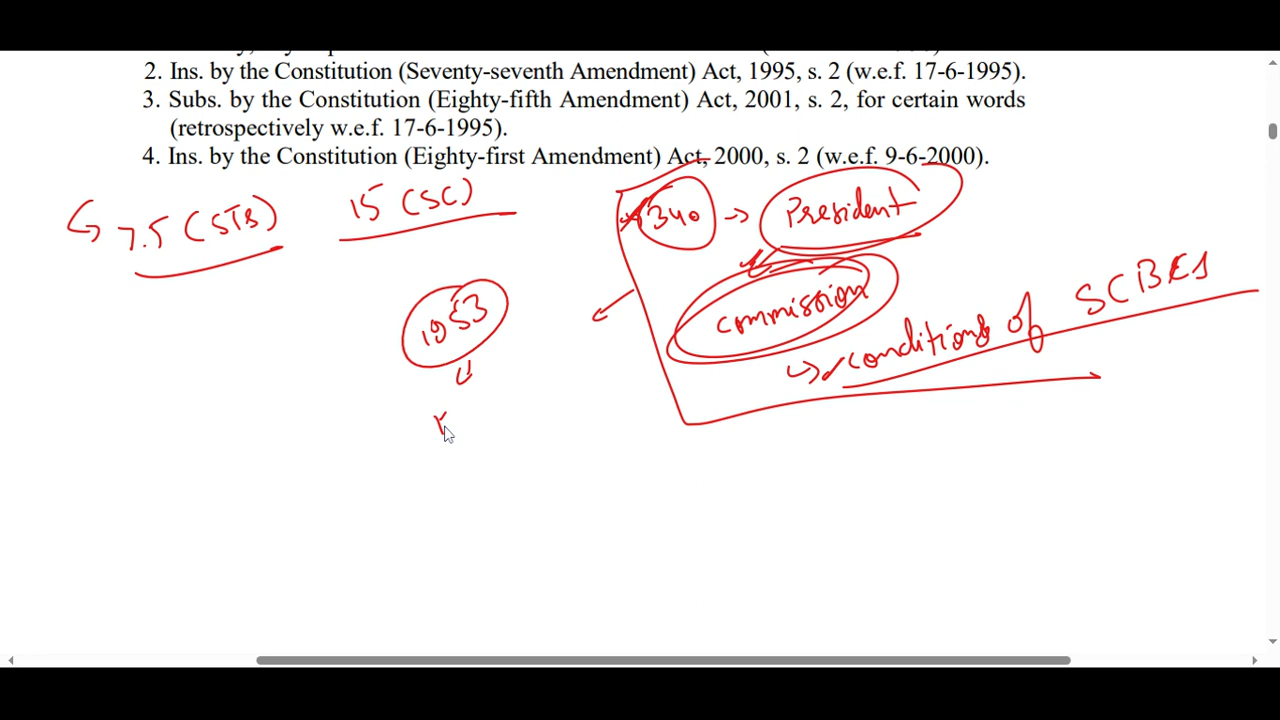 2. Ins. by the Constitution (Seventy-seventh Amendment) Act, 1995, s. 2 (w.e.f. 17-6-1995).
3. Subs. by the Constitution (Eighty-fifth Amendment) Act, 2001, s. 2, for certain words
(retrospectively w.e.f. 17-6-1995).
4. Ins. by the Constitution (Eighty-first Amendment) Act, 2000, s. 2 (w.e.f. 9-6-2000).
7.5 (STs) 15 (SC) 340 → President
1953 commission
→ conditions of SCBCs